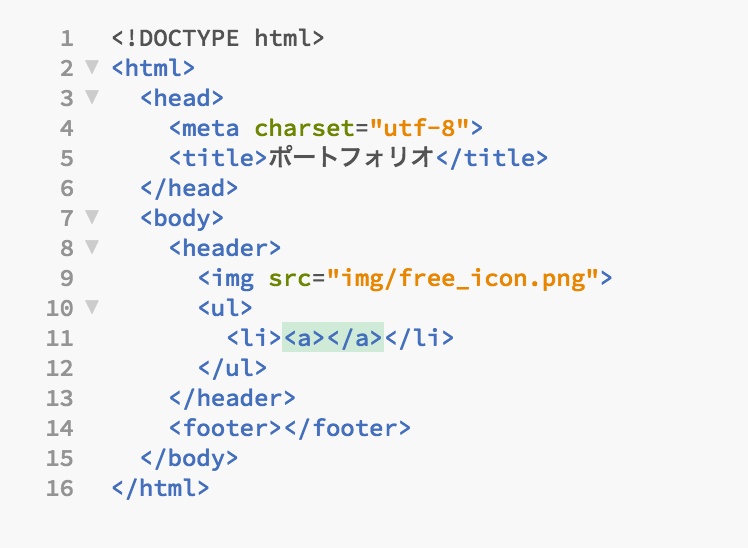 1 <!DOCTYPE html>
2 <html>
3 <head>
4 <meta charset="utf-8">
5 <title>ポートフォリオ</title>
6 </head>
7 <body>
8 <header>
9 <img src="img/free_icon.png">
10 <ul>
11 <li><a></a></li>
12 </ul>
13 </header>
14 <footer></footer>
15 </body>
16 </html>